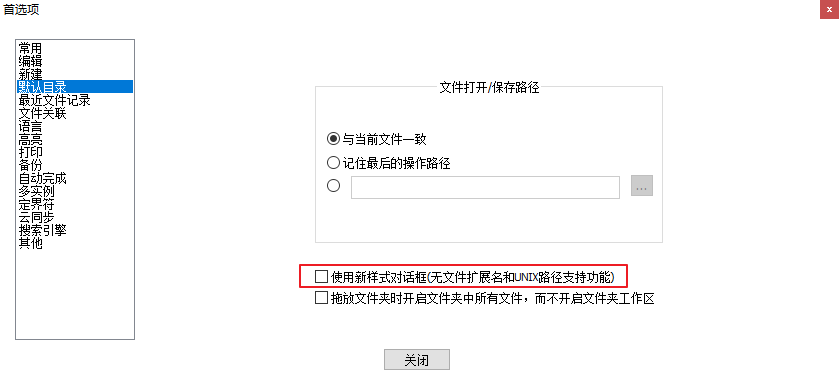 首选项
x
常用
编辑
新建
默认目录
最近文件记录
文件关联
语言
高亮
打印
备份
自动完成
多实例
定界符
云同步
搜索引擎
其他
文件打开/保存路径
与当前文件一致
记住最后的操作路径
...
使用新样式对话框(无文件扩展名和UNIX路径支持功能)
拖放文件夹时开启文件夹中所有文件，而不开启文件夹工作区
关闭